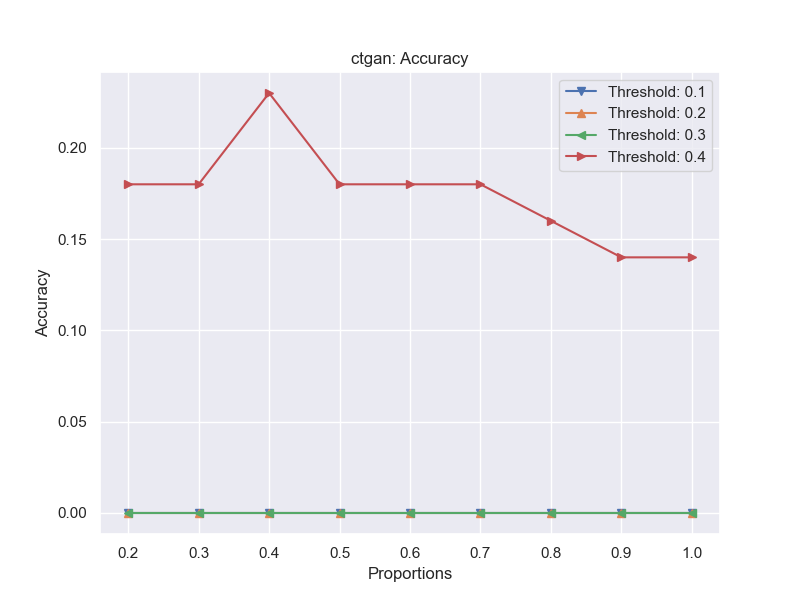 ctgan: Accuracy
Threshold: 0.1
Threshold: 0.2
Threshold: 0.3
Threshold: 0.4
Accuracy
0.20
0.15
0.10
0.05
0.00
0.2 0.3 0.4 0.5 0.6 0.7 0.8 0.9 1.0
Proportions